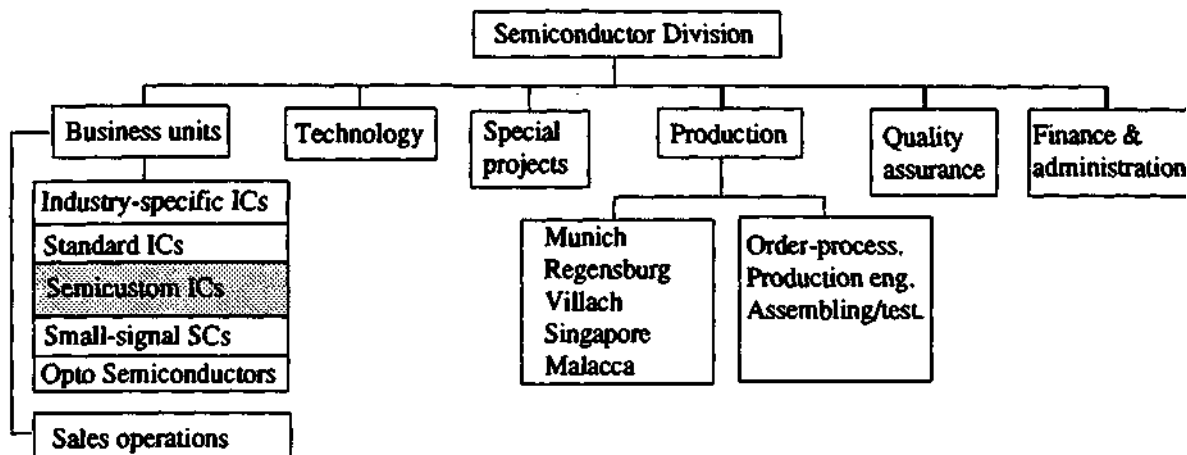 Semiconductor Division
Business units
Technology
Special
projects
Production
Quality
assurance
Finance &
administration
Industry-specific ICs
Standard ICs
Semicustom ICs
Small-signal SCs
Opto Semiconductors
Sales operations
Munich
Regensburg
Villach
Singapore
Malacca
Order-process.
Production eng.
Assembling/test.